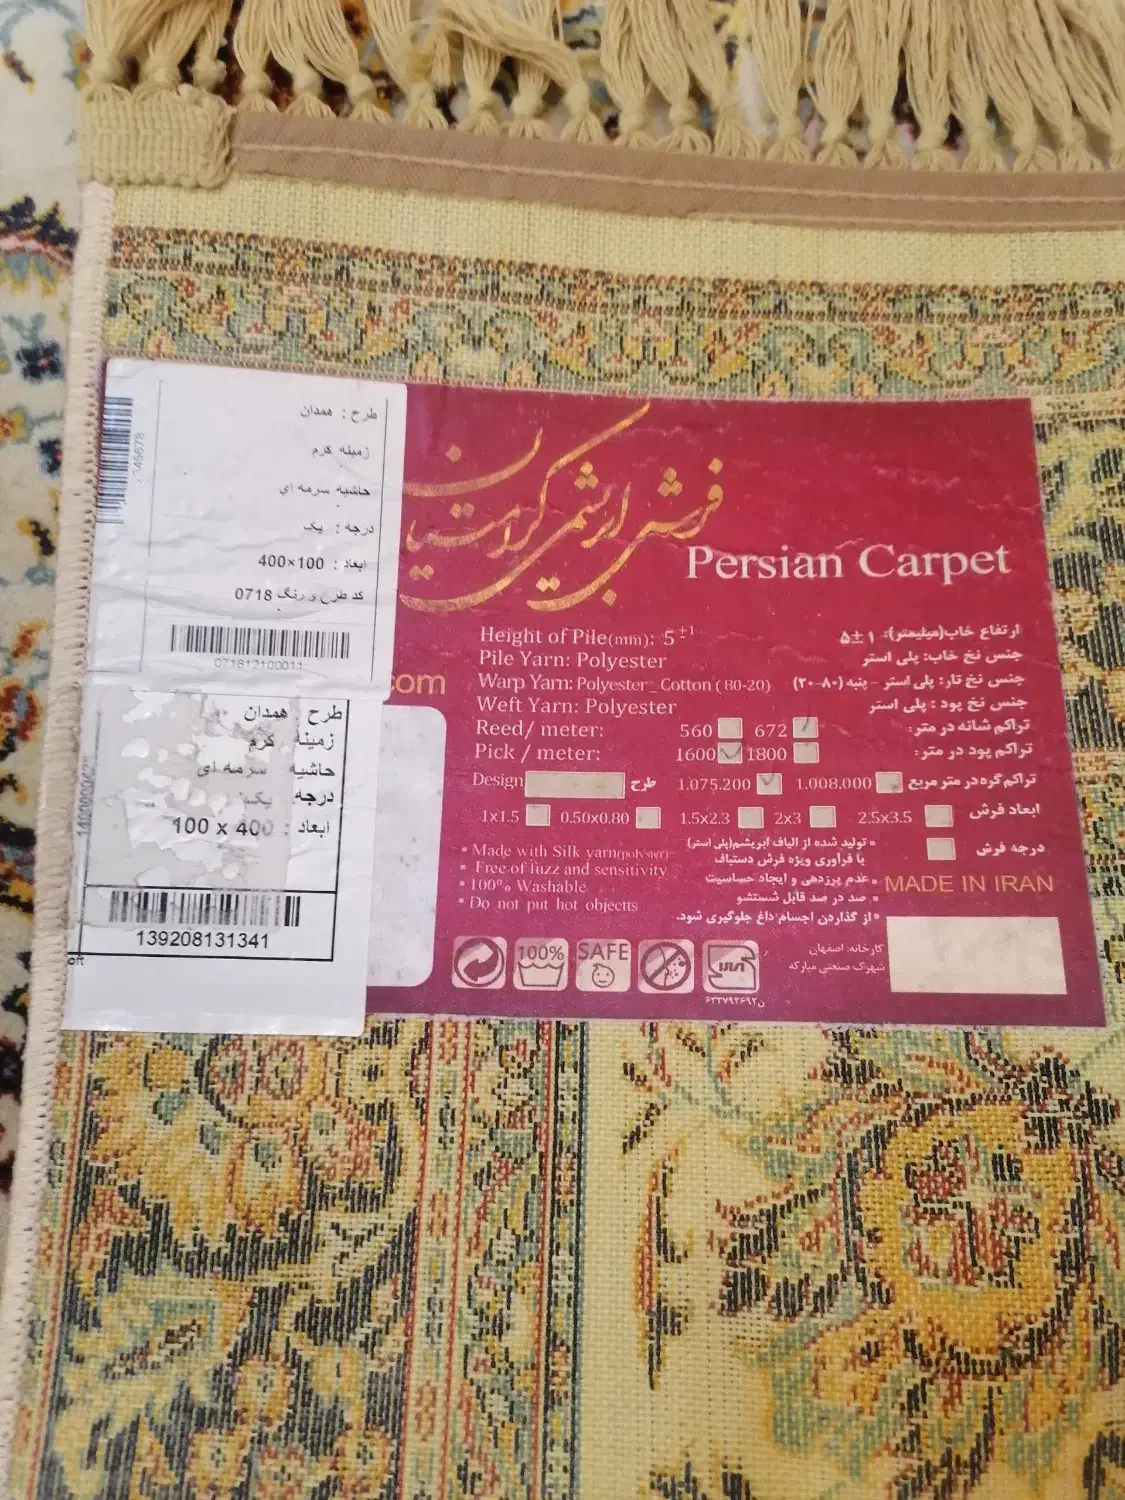 طرح : همدان
زمینه کرم
حاشیه سرمه ای
درجه : یک
ابعاد : 100×400
کد طرح و رنگ 0718
071812100011
345678
طرح همدان
زمینه کرم
حاشیه سرمه ای
درجه یک
ابعاد : 400 x 100
139208131341
فرش ابریشمی کرامتیان
Persian Carpet
.com
Height of Pile(mm): 5 ±1
ارتفاع خاب(میلیمتر): ۱±۵
Pile Yarn: Polyester
جنس نخ خاب: پلی استر
Warp Yarn: Polyester _ Cotton ( 80-20)
جنس نخ تار: پلی استر - پنبه (۸۰-۲۰)
Weft Yarn: Polyester
جنس نخ پود : پلی استر
Reed/ meter: 560 672
تراکم شانه در متر:
Pick / meter: 1600 1800
تراکم پود در متر:
Design طرح 1.075.200 1.008.000 تراکم گره در متر مربع
1x1.5 0.50x0.80 1.5x2.3 2x3 2.5x3.5 ابعاد فرش
درجه فرش
• Made with Silk yarn(polyster)
• Free of fuzz and sensitivity
• 100% Washable
• Do not put hot objectts
• تولید شده از الیاف ابریشم(پلی استر)
با فرآوری ویژه فرش دستباف
• عدم پرزدهی و ایجاد حساسیت
• صد در صد قابل شستشو
• از گذاردن اجسام داغ جلوگیری شود.
MADE IN IRAN
100%
SAFE
کارخانه: اصفهان
شهرک صنعتی مبارکه